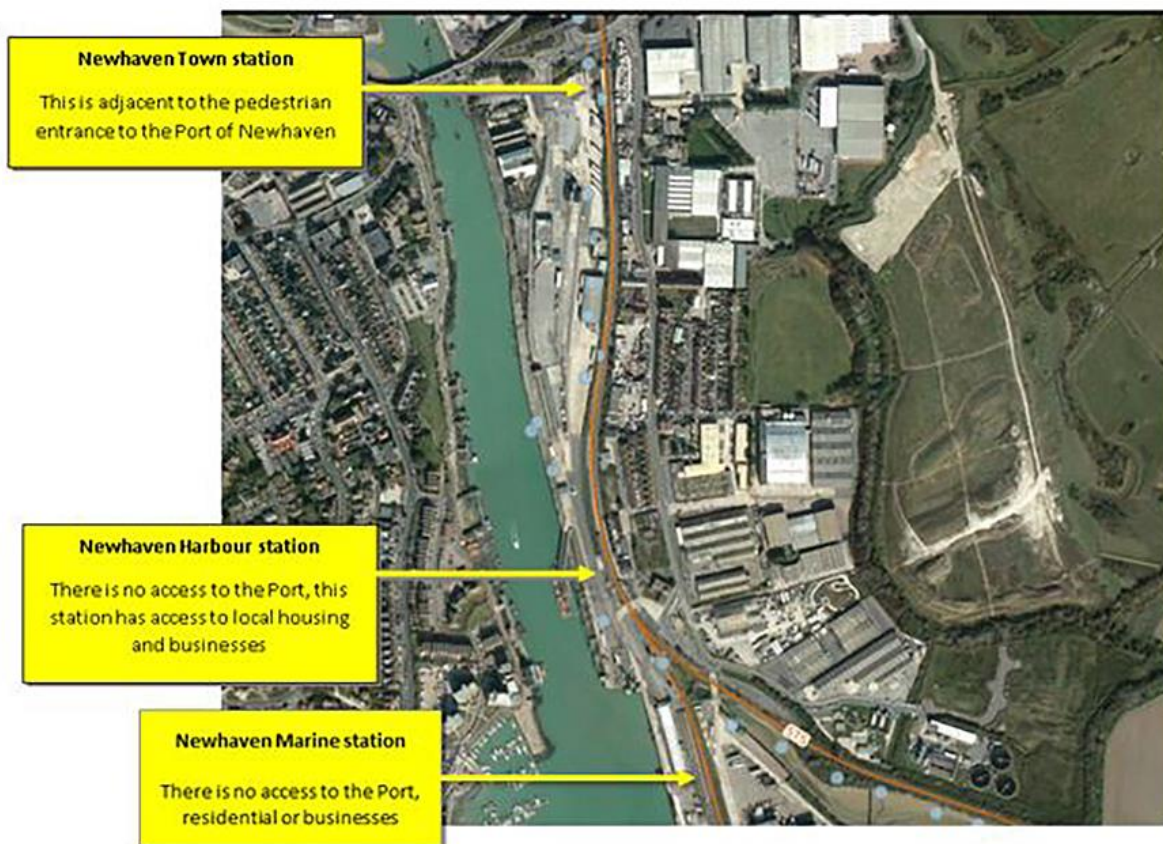 Newhaven Town station
This is adjacent to the pedestrian
entrance to the Port of Newhaven
Newhaven Harbour station
There is no access to the Port, this
station has access to local housing
and businesses
STS
Newhaven Marine station
There is no access to the Port,
residential or businesses